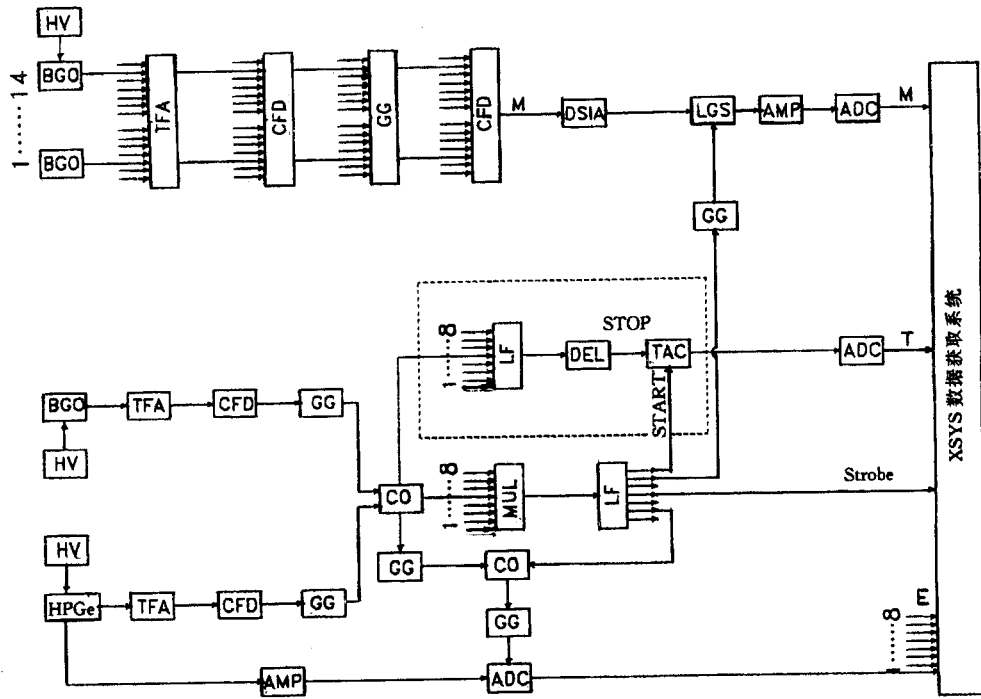 HV
BGO
1……14
BGO
TFA
CFD
GG
CFD
M
DSIA
LGS
AMP
ADC
M
GG
1…8
LF
DEL
STOP
TAC
START
ADC
T
XSYS 数据获取系统
BGO
TFA
CFD
GG
HV
CO
1…8
MUL
LF
Strobe
GG
CO
HV
HPGe
TFA
CFD
GG
GG
AMP
ADC
1……8
E